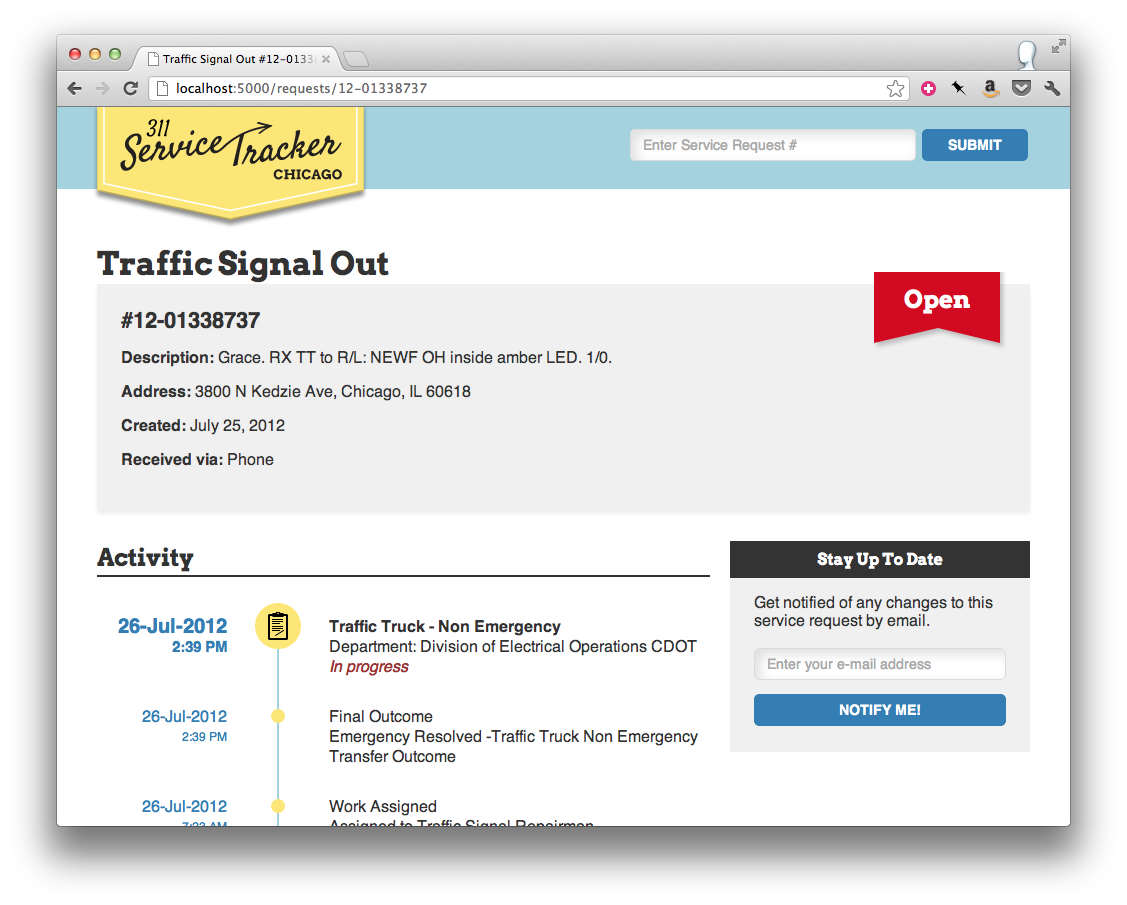 Traffic Signal Out #12-0133
localhost:5000/requests/12-01338737
311
Service Tracker
CHICAGO
Enter Service Request #
SUBMIT
Traffic Signal Out
Open
#12-01338737
Description: Grace. RX TT to R/L: NEWF OH inside amber LED. 1/0.
Address: 3800 N Kedzie Ave, Chicago, IL 60618
Created: July 25, 2012
Received via: Phone
Activity
26-Jul-2012
2:39 PM
Traffic Truck - Non Emergency
Department: Division of Electrical Operations CDOT
In progress
26-Jul-2012
2:39 PM
Final Outcome
Emergency Resolved -Traffic Truck Non Emergency
Transfer Outcome
26-Jul-2012
Work Assigned
Assigned to Traffic Signal Repairman
Stay Up To Date
Get notified of any changes to this
service request by email.
Enter your e-mail address
NOTIFY ME!